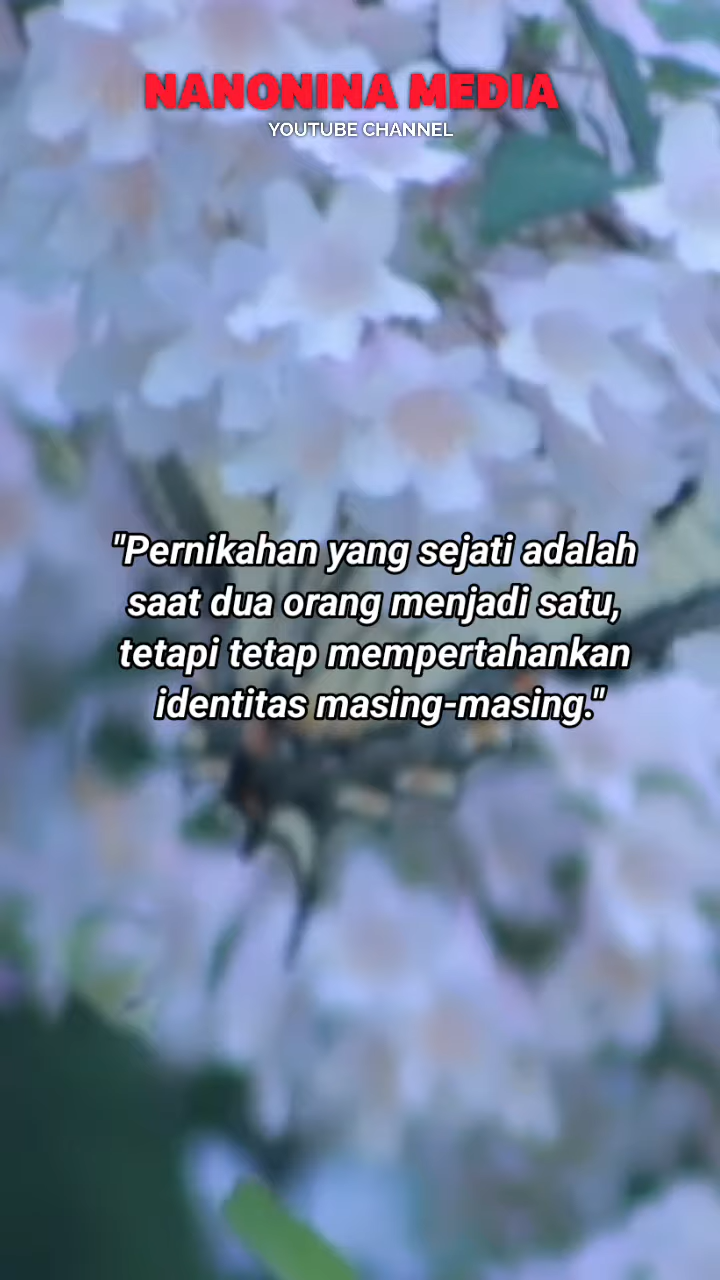 NANONINA MEDIA
YOUTUBE CHANNEL
"Pernikahan yang sejati adalah
saat dua orang menjadi satu,
tetapi tetap mempertahankan
identitas masing-masing."